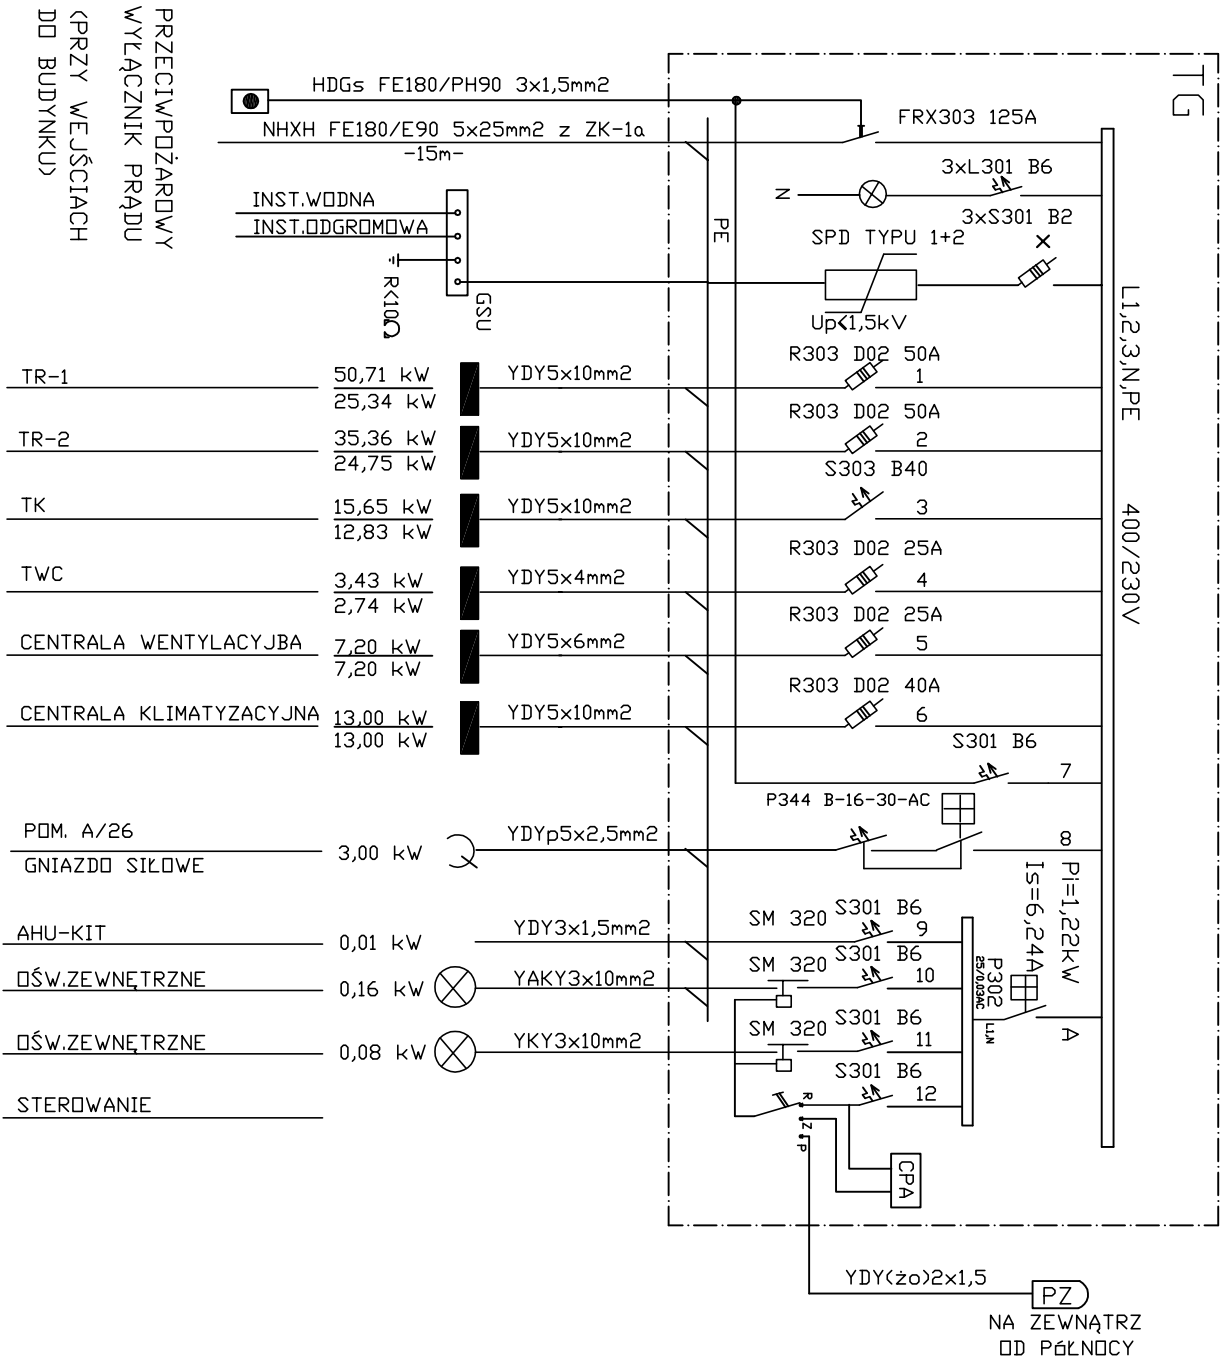 PRZECIWPOŻAROWY
WYŁĄCZNIK PRĄDU
(PRZY WEJŚCIACH
DO BUDYNKU)
TG
HDGs FE180/PH90 3x1,5mm2
NHXH FE180/E90 5x25mm2 z ZK-1a
-15m-
FRX303 125A
3xL301 B6
N
3xS301 B2
INST.WODNA
INST.ODGROMOWA
R<10Ω
GSU
PE
SPD TYPU 1+2
Up<1,5kV
L1,2,3,N,PE
400/230V
TR-1
50,71 kW
25,34 kW
YDY5x10mm2
R303 D02 50A
1
TR-2
35,36 kW
24,75 kW
YDY5x10mm2
R303 D02 50A
2
TK
15,65 kW
12,83 kW
YDY5x10mm2
S303 B40
3
TWC
3,43 kW
2,74 kW
YDY5x4mm2
R303 D02 25A
4
CENTRALA WENTYLACYJBA
7,20 kW
7,20 kW
YDY5x6mm2
R303 D02 25A
5
CENTRALA KLIMATYZACYJNA
13,00 kW
13,00 kW
YDY5x10mm2
R303 D02 40A
6
S301 B6
7
POM. A/26
GNIAZDO SIŁOWE
3,00 kW
YDYp5x2,5mm2
P344 B-16-30-AC
8
Pi=1,22kW
Is=6,24A
A
P302
25/0,03AC
L1,N
AHU-KIT
0,01 kW
YDY3x1,5mm2
SM 320
S301 B6
9
OŚW.ZEWNĘTRZNE
0,16 kW
YAKY3x10mm2
SM 320
S301 B6
10
OŚW.ZEWNĘTRZNE
0,08 kW
YKY3x10mm2
SM 320
S301 B6
11
STEROWANIE
S301 B6
12
R
Z
P
CPA
YDY(żo)2x1,5
PZ
NA ZEWNĄTRZ
OD PóŁNOCY